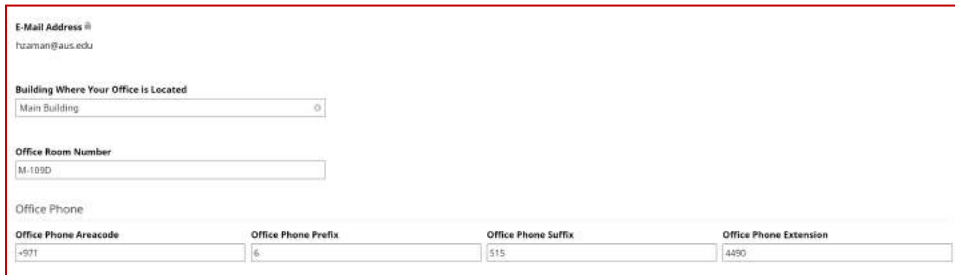 E-Mail Address
hzaman@aus.edu
Building Where Your Office is Located
Main Building
Office Room Number
M-109D
Office Phone
Office Phone Areacode Office Phone Prefix Office Phone Suffix Office Phone Extension
+971 6 515 4490